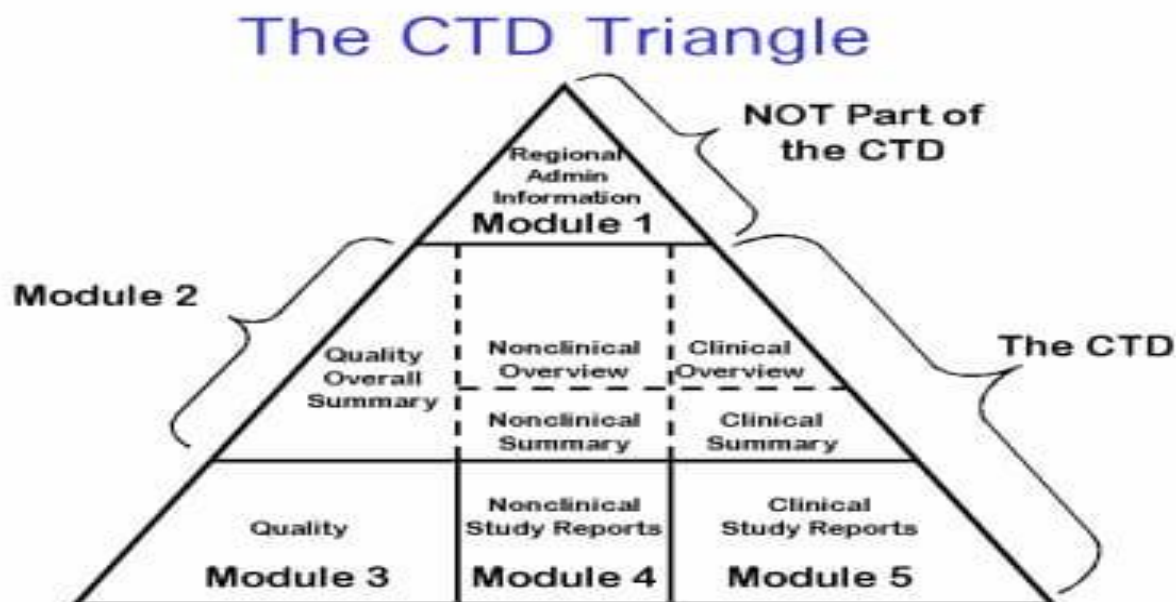 The CTD Triangle
NOT Part of
the CTD
Regional
Admin
Information
Module 1
Module 2
The CTD
Quality
Overall
Summary
Nonclinical
Overview
Clinical
Overview
Nonclinical
Summary
Clinical
Summary
Quality
Module 3
Nonclinical
Study Reports
Module 4
Clinical
Study Reports
Module 5